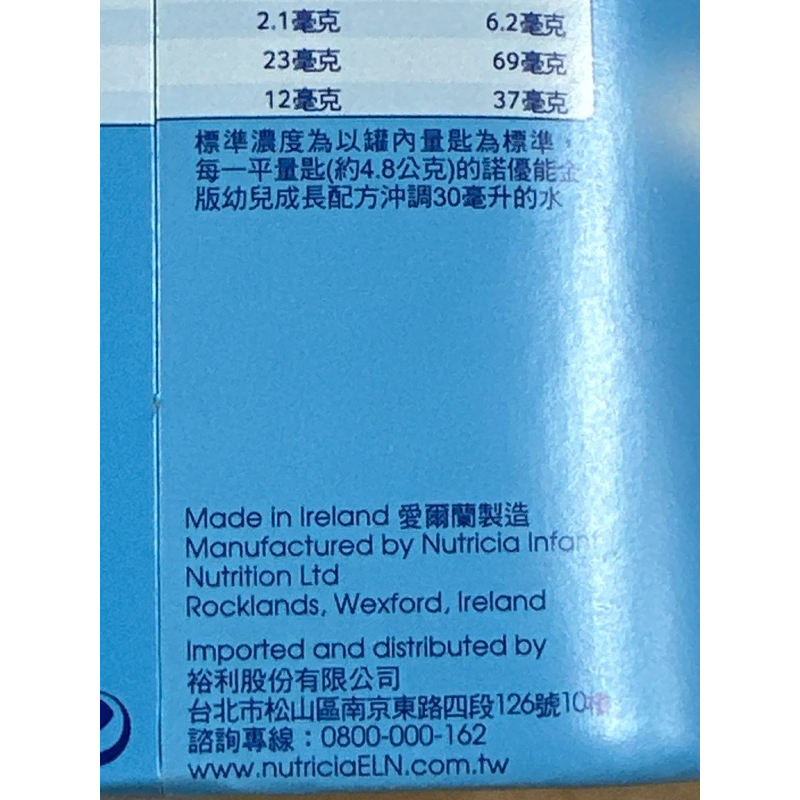 2.1毫克 6.2毫克
23毫克 69毫克
12毫克 37毫克
標準濃度為以罐內量匙為標準，
每一平量匙(約4.8公克)的諾優能金
版幼兒成長配方沖調30毫升的水
Made in Ireland 愛爾蘭製造
Manufactured by Nutricia Infant
Nutrition Ltd
Rocklands, Wexford, Ireland
Imported and distributed by
裕利股份有限公司
台北市松山區南京東路四段126號10樓
諮詢專線：0800-000-162
www.nutriciaELN.com.tw